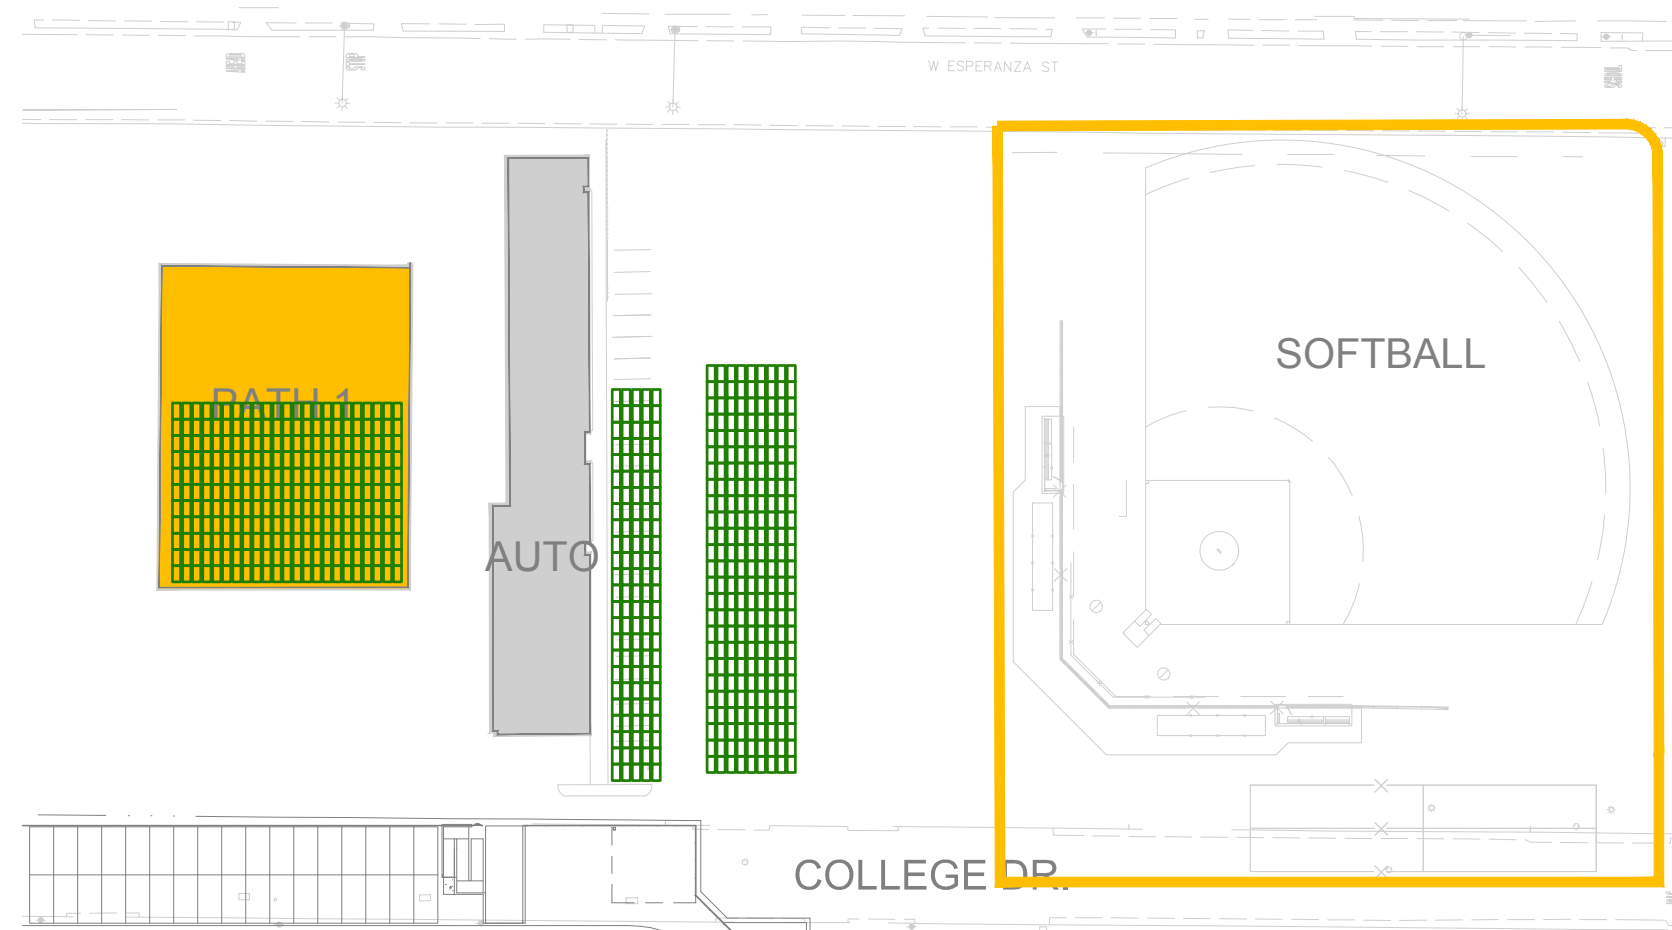 W ESPERANZA ST
SOFTBALL
PATH 1
AUTO
COLLEGE DR.